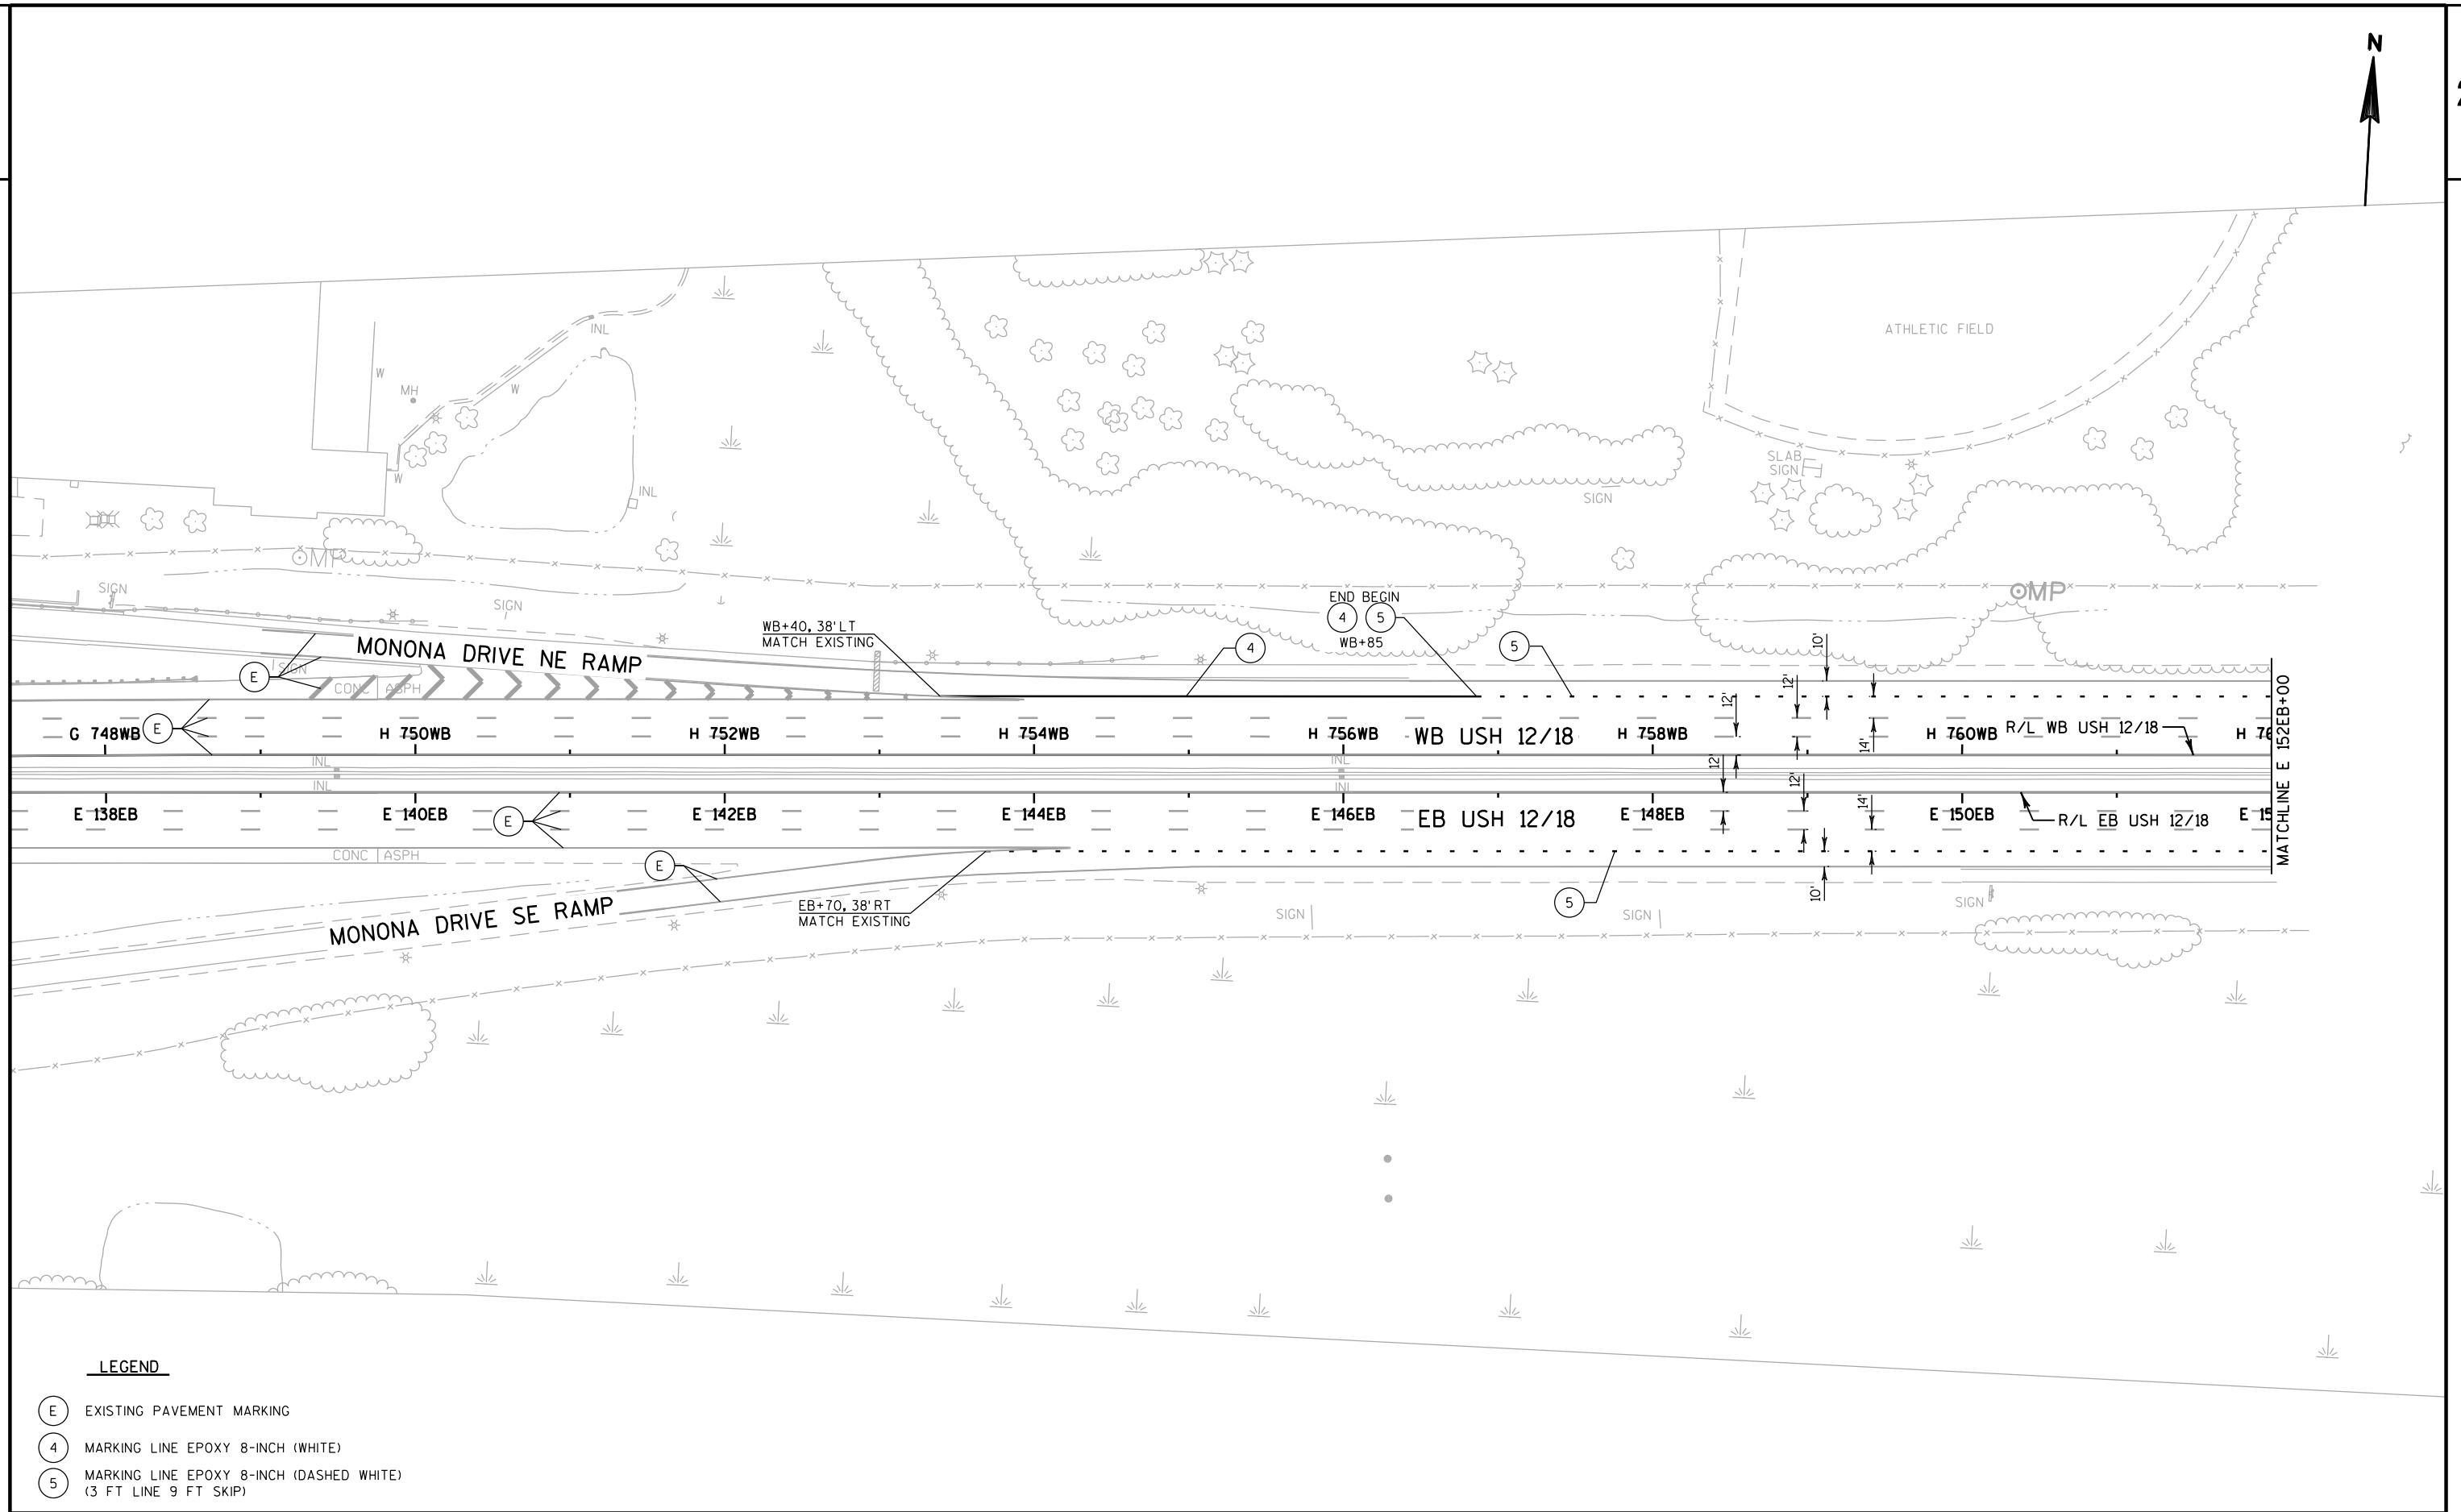 N
ATHLETIC FIELD
INL
W
MH
W
SLAB
SIGN
W
INL
SIGN
MP
SIGN
SIGN
MP
END BEGIN
4 5
WB+85
WB+40, 38' LT
MATCH EXISTING
4
5
10'
MONONA DRIVE NE RAMP
E
SIGN
CONC ASPH
12'
12'
14'
G 748WB
E
H 750WB
H 752WB
H 754WB
H 756WB
WB USH 12/18
H 758WB
H 760WB
R/L WB USH 12/18
MATCHLINE E 152EB+00
INL
INL
INL
12'
12'
14'
E 138EB
E 140EB
E
E 142EB
E 144EB
E 146EB
EB USH 12/18
E 148EB
E 150EB
R/L EB USH 12/18
CONC ASPH
E
10'
EB+70, 38' RT
MATCH EXISTING
5
SIGN
SIGN
SIGN
MONONA DRIVE SE RAMP
LEGEND
E EXISTING PAVEMENT MARKING
4 MARKING LINE EPOXY 8-INCH (WHITE)
5 MARKING LINE EPOXY 8-INCH (DASHED WHITE)
(3 FT LINE 9 FT SKIP)